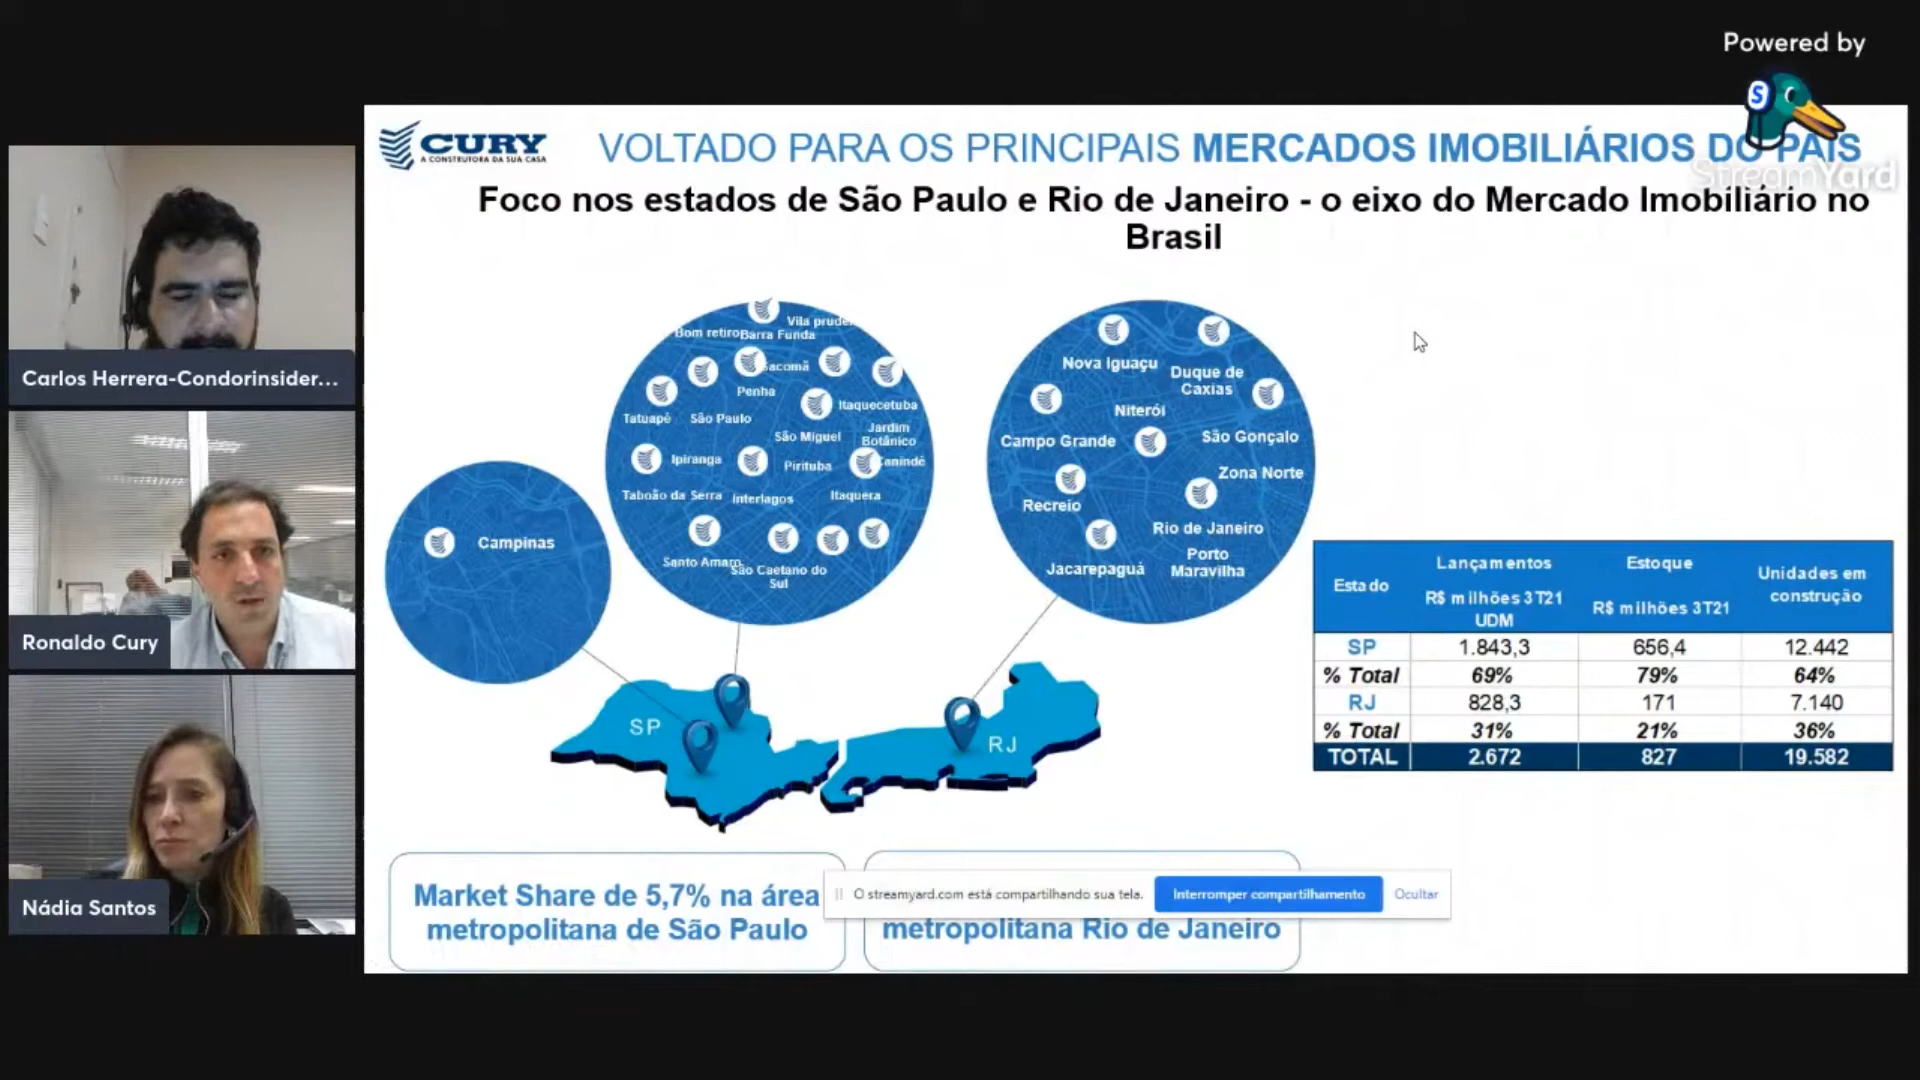 Powered by
StreamYard
CURY
A CONSTRUTORA DA SUA CASA
VOLTADO PARA OS PRINCIPAIS MERCADOS IMOBILIÁRIOS DO PAÍS
Foco nos estados de São Paulo e Rio de Janeiro - o eixo do Mercado Imobiliário no
Brasil
Carlos Herrera-Condorinsider...
Ronaldo Cury
Nádia Santos
Campinas
Bom retiro
Barra Funda
Sacomã
Penha
Tatuapé
São Paulo
Itaquecetuba
São Miguel
Jardim
Botânico
Ipiranga
Pirituba
Canindé
Taboão da Serra
Interlagos
Itaquera
Santo Amaro
São Caetano do
Sul
Nova Iguaçu
Duque de
Caxias
Niterói
Campo Grande
São Gonçalo
Zona Norte
Recreio
Rio de Janeiro
Jacarepaguá
Porto
Maravilha
SP
RJ
Estado
Lançamentos
R$ milhões 3T21
UDM
Estoque
R$ milhões 3T21
Unidades em
construção
SP 1.843,3 656,4 12.442
% Total 69% 79% 64%
RJ 828,3 171 7.140
% Total 31% 21% 36%
TOTAL 2.672 827 19.582
Market Share de 5,7% na área
metropolitana de São Paulo
metropolitana Rio de Janeiro
O streamyard.com está compartilhando sua tela.
Interromper compartilhamento
Ocultar